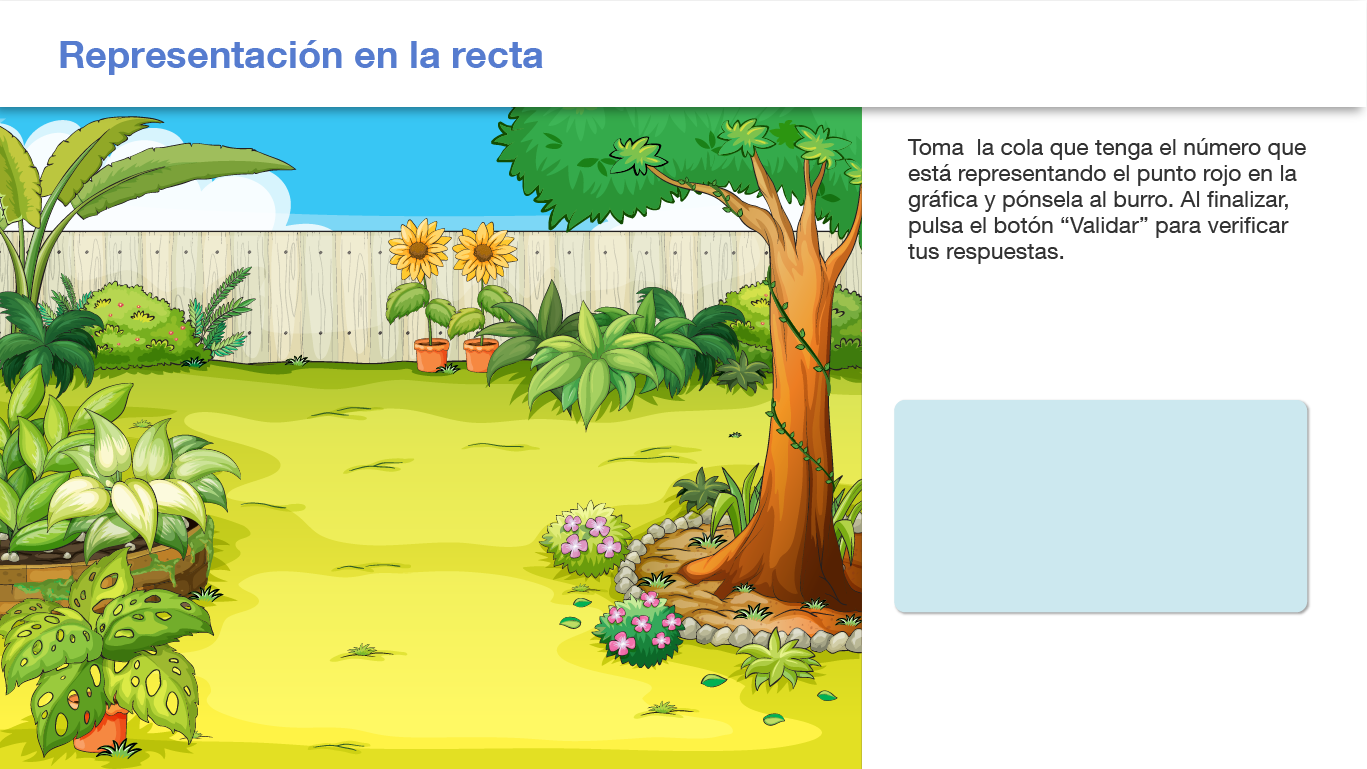 Representación en la recta
Toma  la cola que tenga el número que
está representando el punto rojo en la
gráfica y pónsela al burro. Al finalizar,
pulsa el botón “Validar” para verificar
tus respuestas.